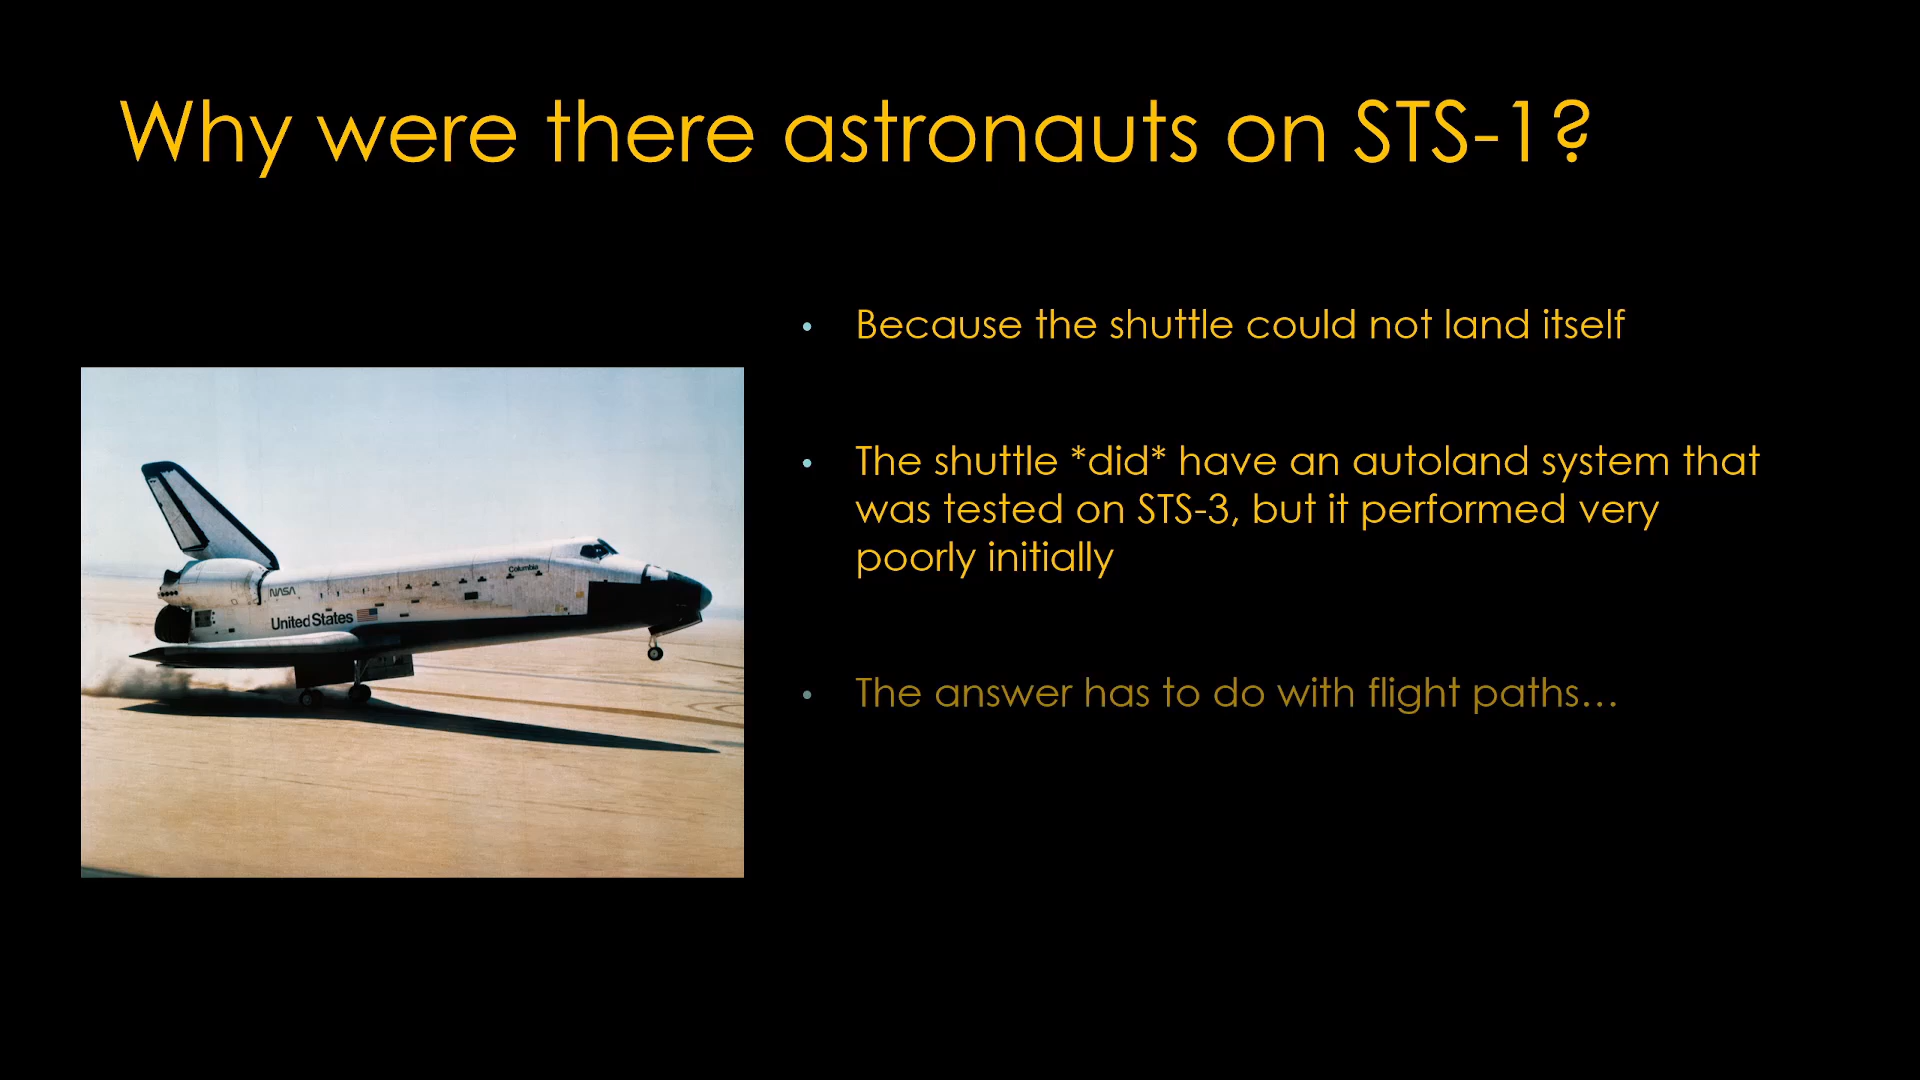 Why were there astronauts on STS-1?
• Because the shuttle could not land itself
• The shuttle *did* have an autoland system that
was tested on STS-3, but it performed very
poorly initially
• The answer has to do with flight paths…
Columbia
NASA
United States